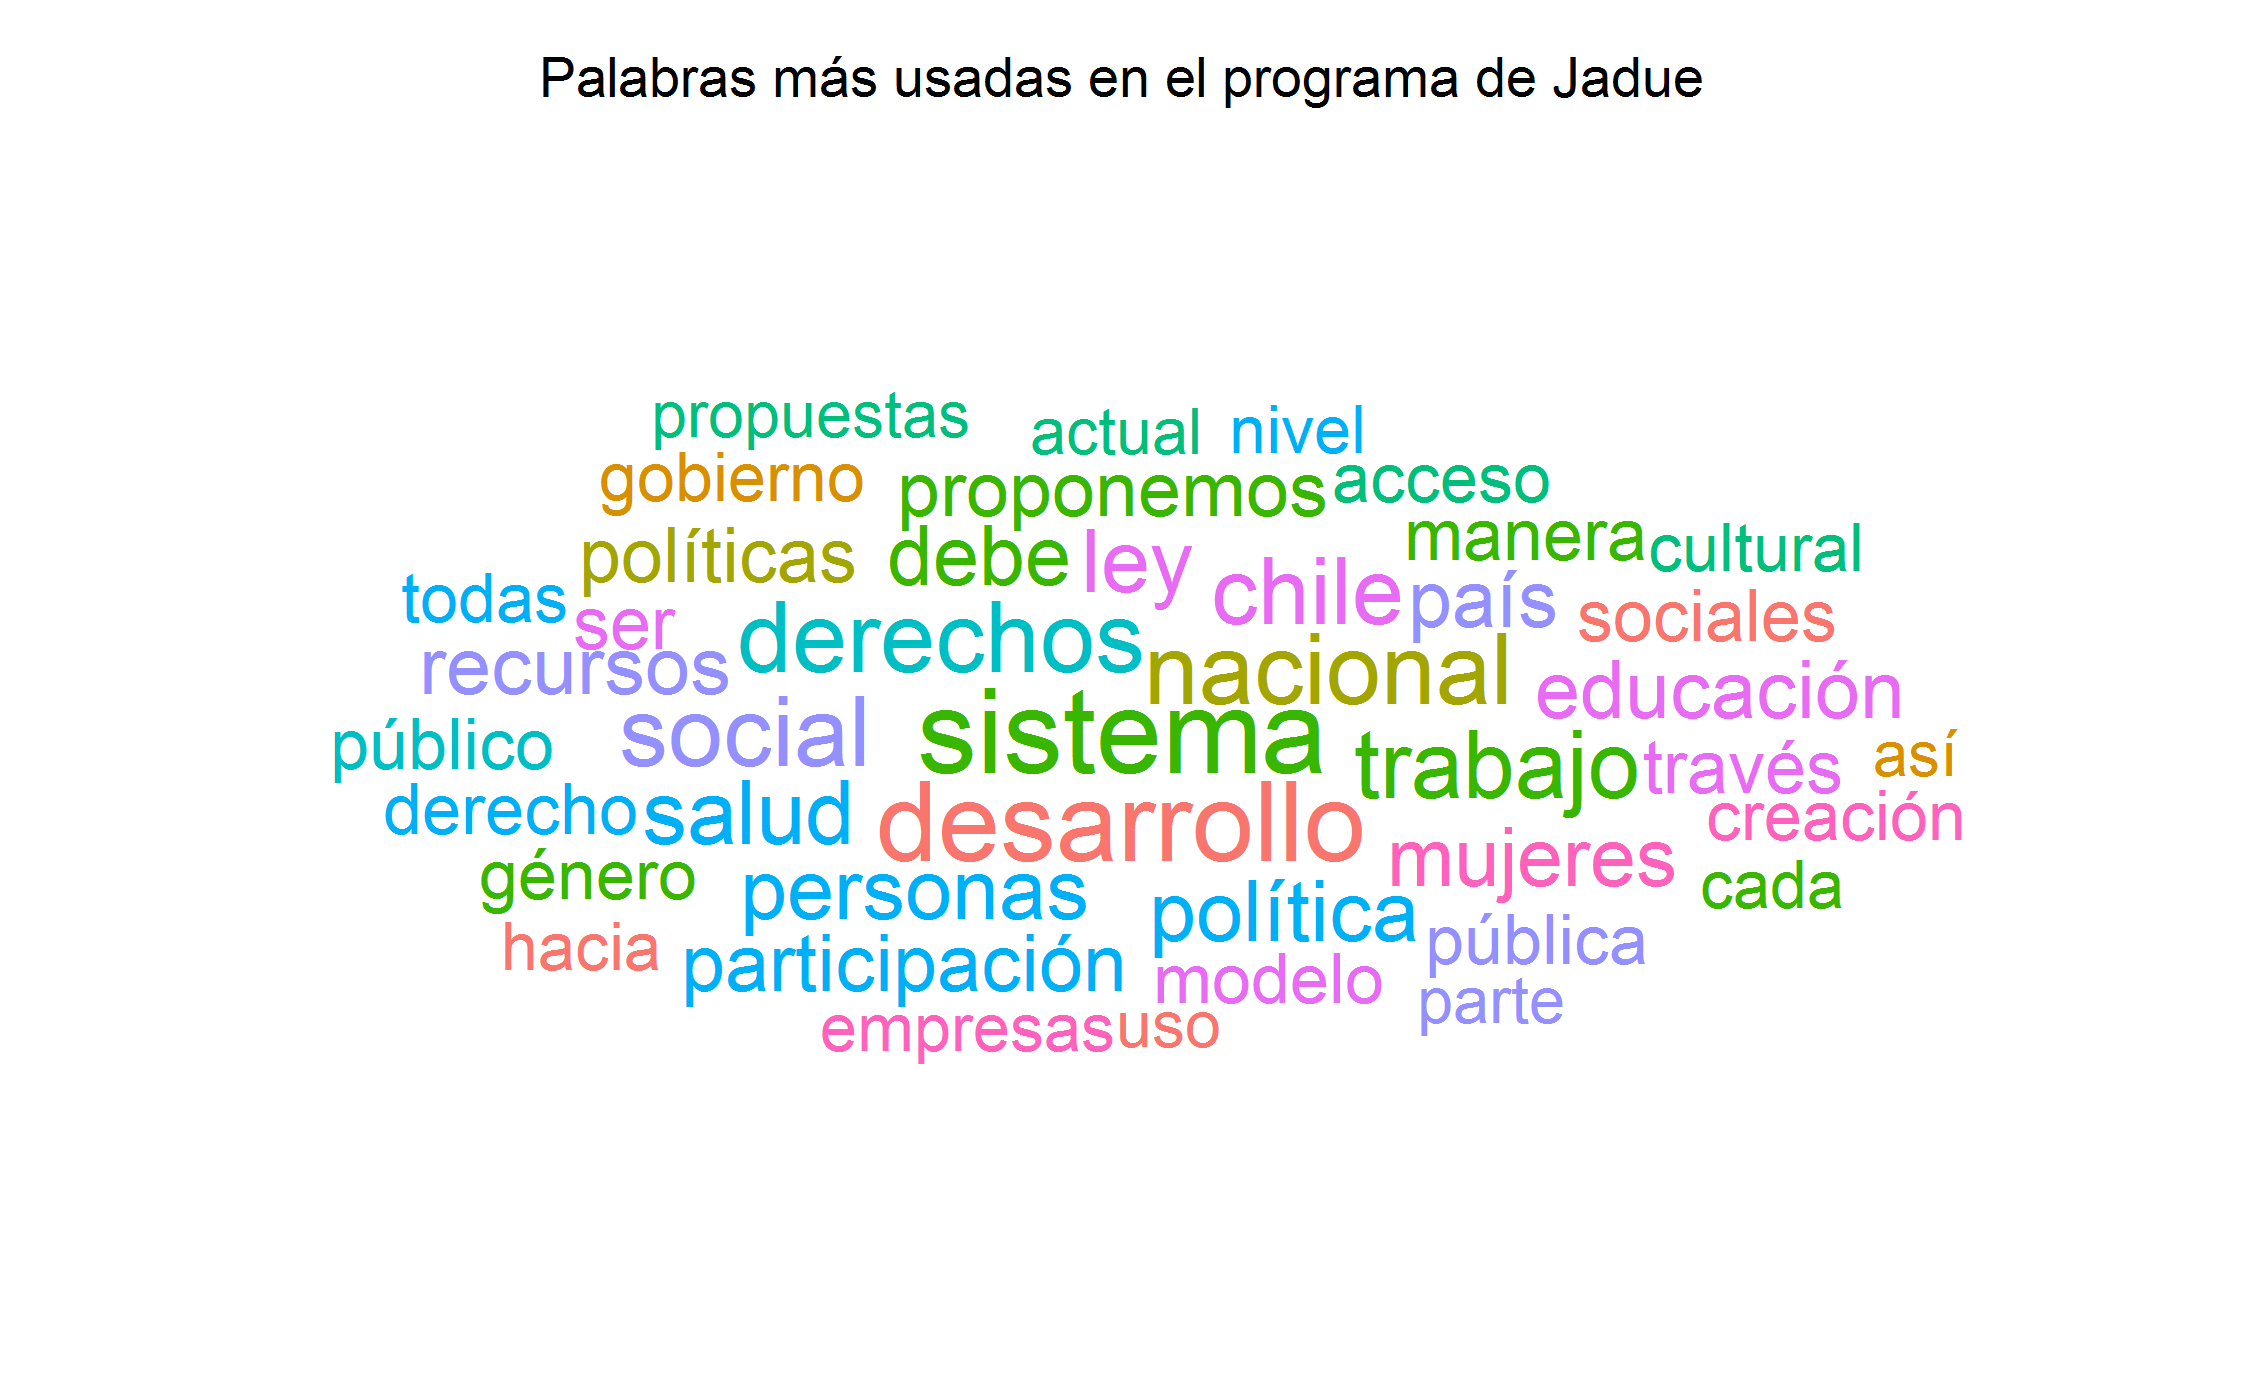 Palabras más usadas en el programa de Jadue
propuestas actual nivel
gobierno proponemos acceso
políticas debe ley chile manera cultural
todas ser derechos país sociales
recursos nacional educación
público social sistema trabajo través así
derecho salud desarrollo creación
género personas mujeres cada
hacia participación política pública
modelo parte
empresas uso